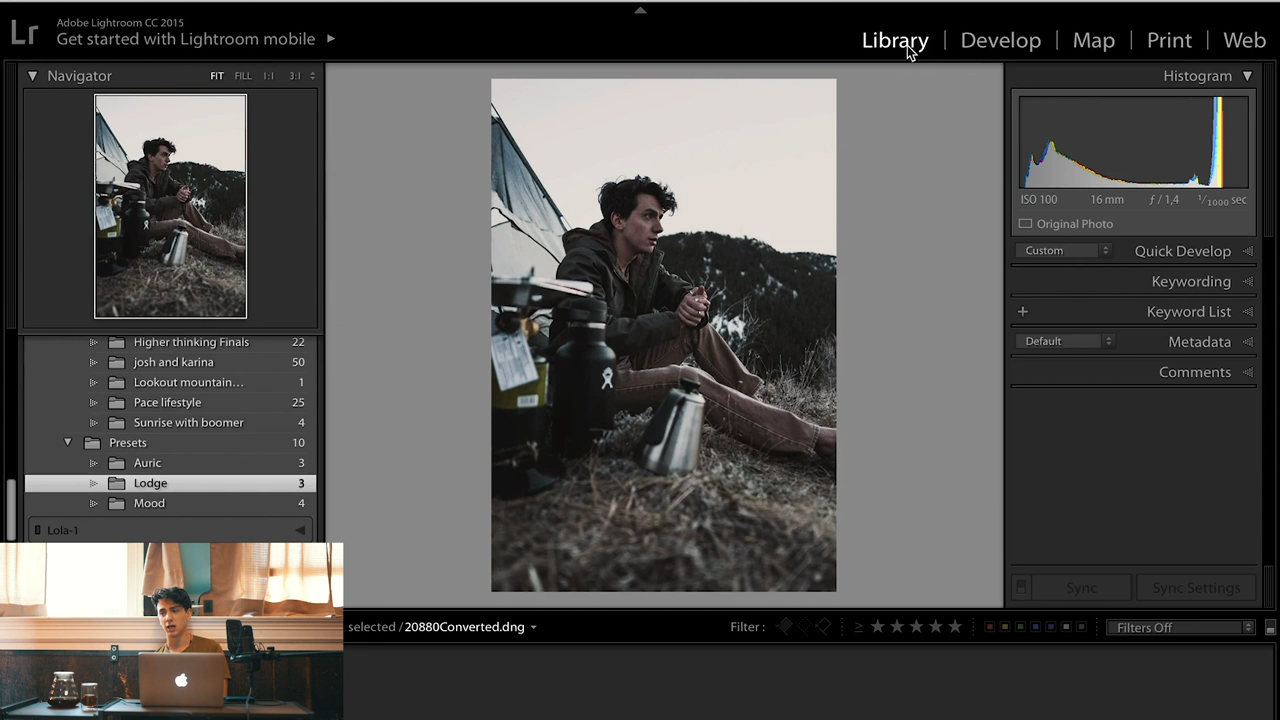 Lr
Adobe Lightroom CC 2015
Get started with Lightroom mobile
Library | Develop | Map | Print | Web
Navigator FIT FILL 1:1 3:1
Histogram
ISO 100 16 mm ƒ / 1,4 1/1000 sec
Original Photo
Custom Quick Develop
Keywording
+ Keyword List
Default Metadata
Comments
Higher thinking Finals 22
josh and karina 50
Lookout mountain... 1
Pace lifestyle 25
Sunrise with boomer 4
Presets 10
Auric 3
Lodge 3
Mood 4
Lola-1
Sync Sync Settings
selected / 20880Converted.dng
Filter : ≥ ★★★★★ Filters Off